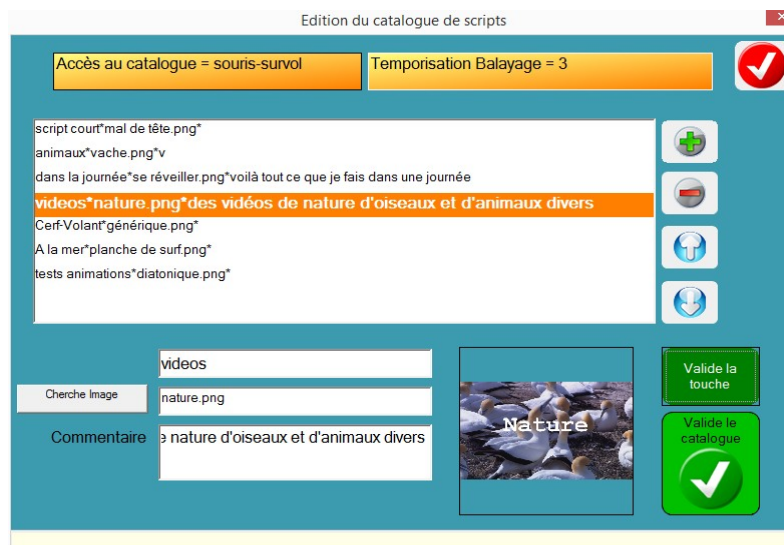 Edition du catalogue de scripts
Accès au catalogue = souris-survol
Temporisation Balayage = 3
script court*mal de tête.png*
animaux*vache.png*v
dans la journée*se réveiller.png*voilà tout ce que je fais dans une journée
videos*nature.png*des vidéos de nature d'oiseaux et d'animaux divers
Cerf-Volant*générique.png*
A la mer*planche de surf.png*
tests animations*diatonique.png*
videos
Cherche Image
nature.png
Commentaire
e nature d'oiseaux et d'animaux divers
Nature
Valide la
touche
Valide le
catalogue